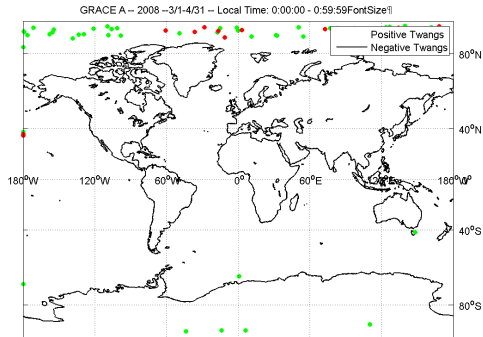 GRACE A -- 2008 --3/1-4/31 -- Local Time: 0:00:00 - 0:59:59FontSize¶
Positive Twangs
Negative Twangs
80°N
40°N
180°W 120°W 60°W 0°E 60°E 120°E 180°W
40°S
80°S